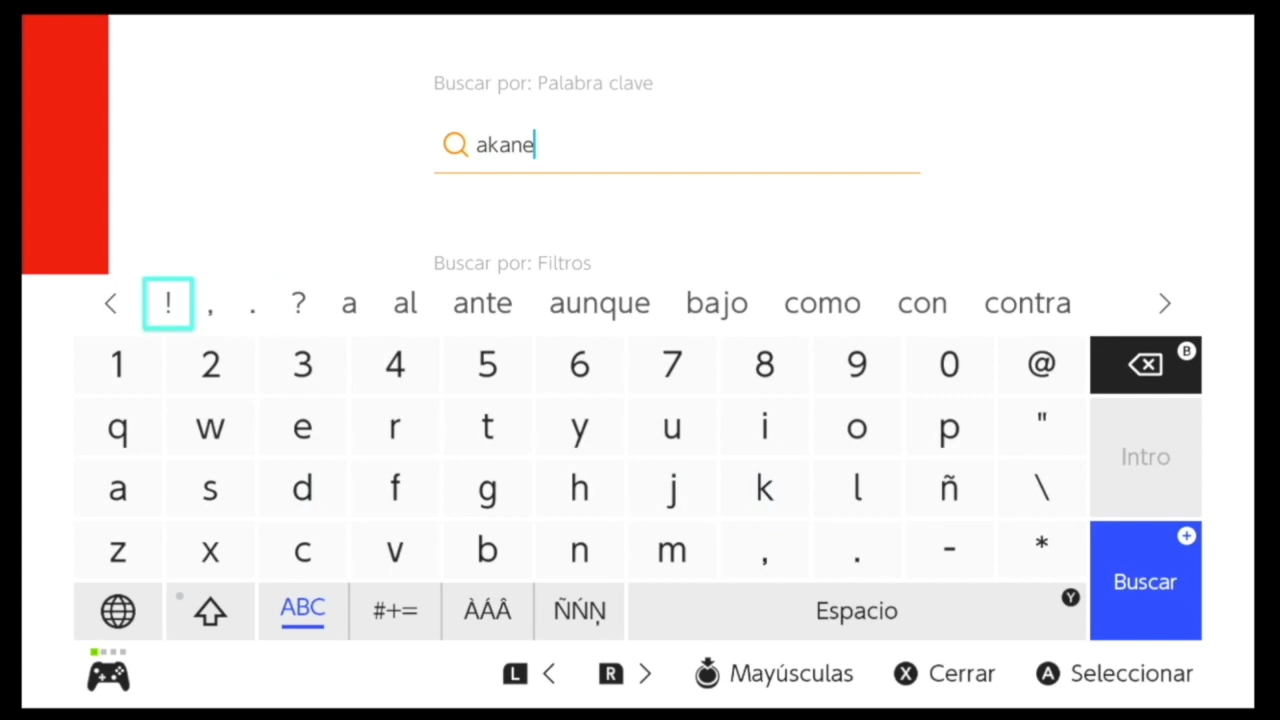 Buscar por: Palabra clave
akane
Buscar por: Filtros
< ! , . ? a al ante aunque bajo como con contra >
1 2 3 4 5 6 7 8 9 0 @ B
q w e r t y u i o p "
Intro
a s d f g h j k l ñ \
z x c v b n m , . - * +
Buscar
ABC #+= ÀÁÂ ÑŃŅ Espacio Y
L < R > Mayúsculas X Cerrar A Seleccionar